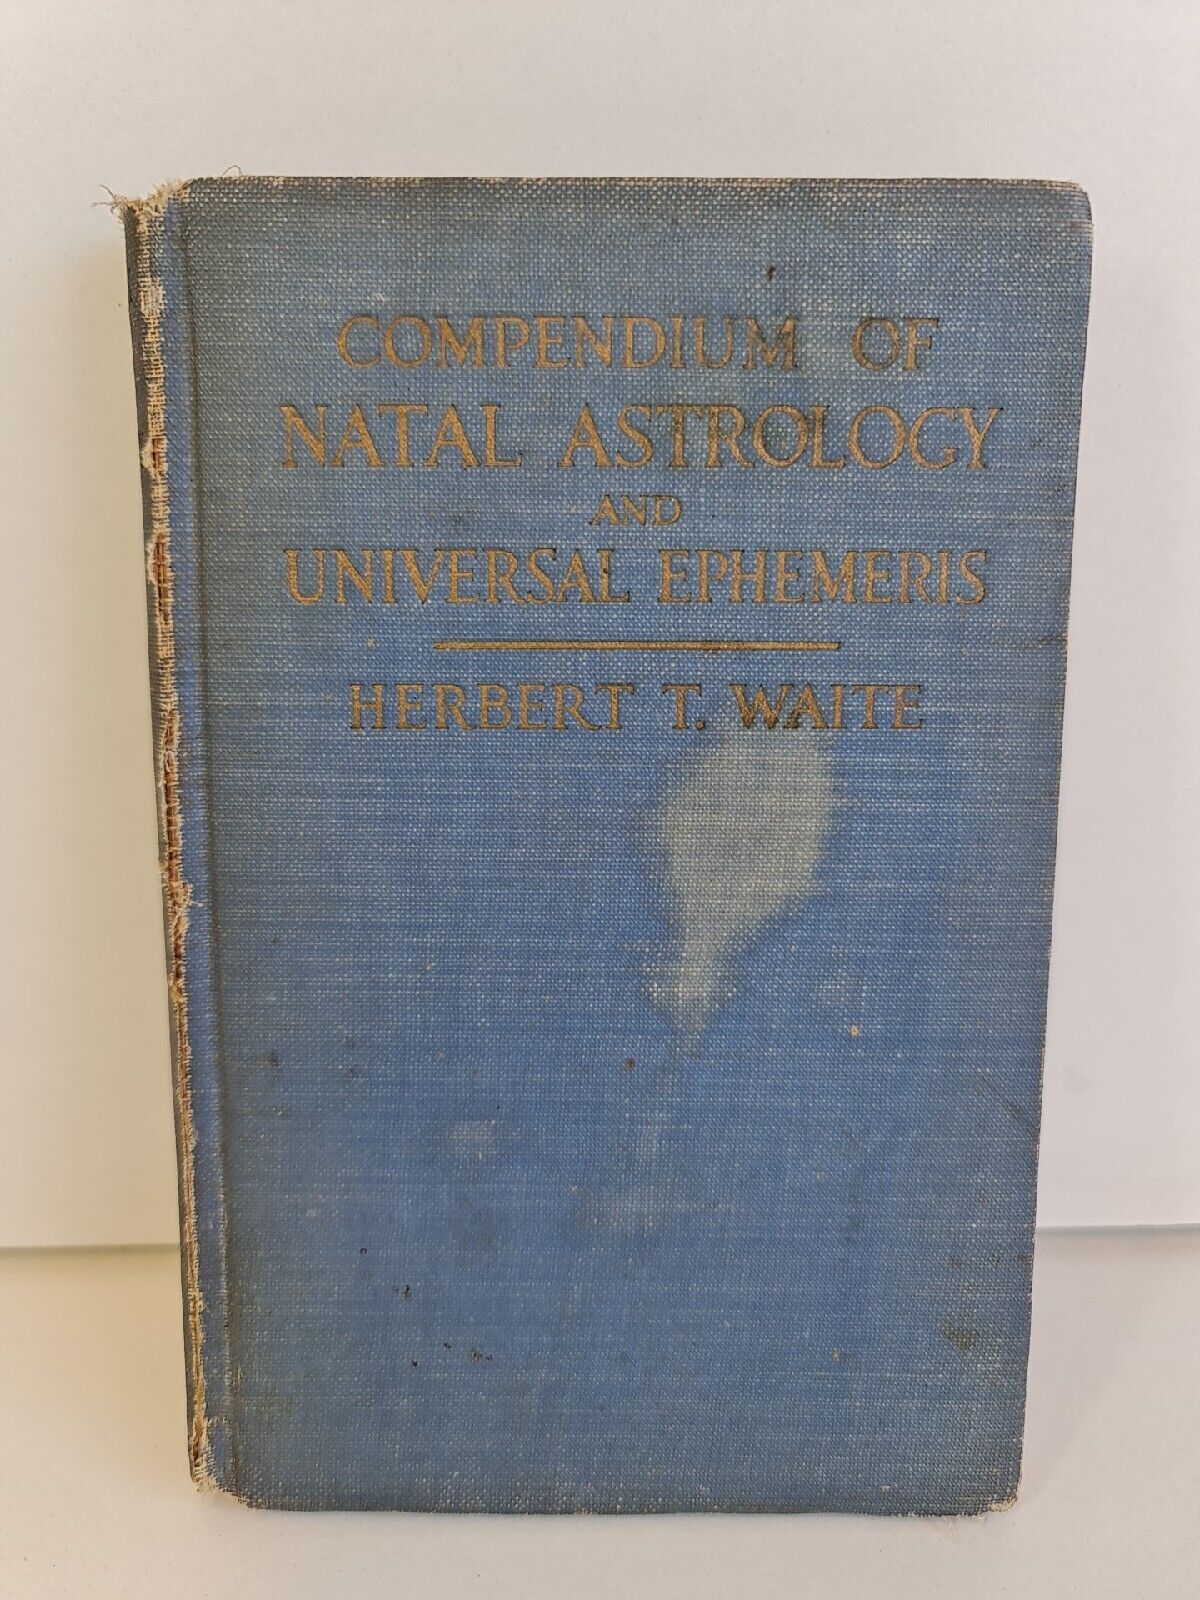 COMPENDIUM OF
NATAL ASTROLOGY
AND
UNIVERSAL EPHEMERIS
HERBERT T. WAITE